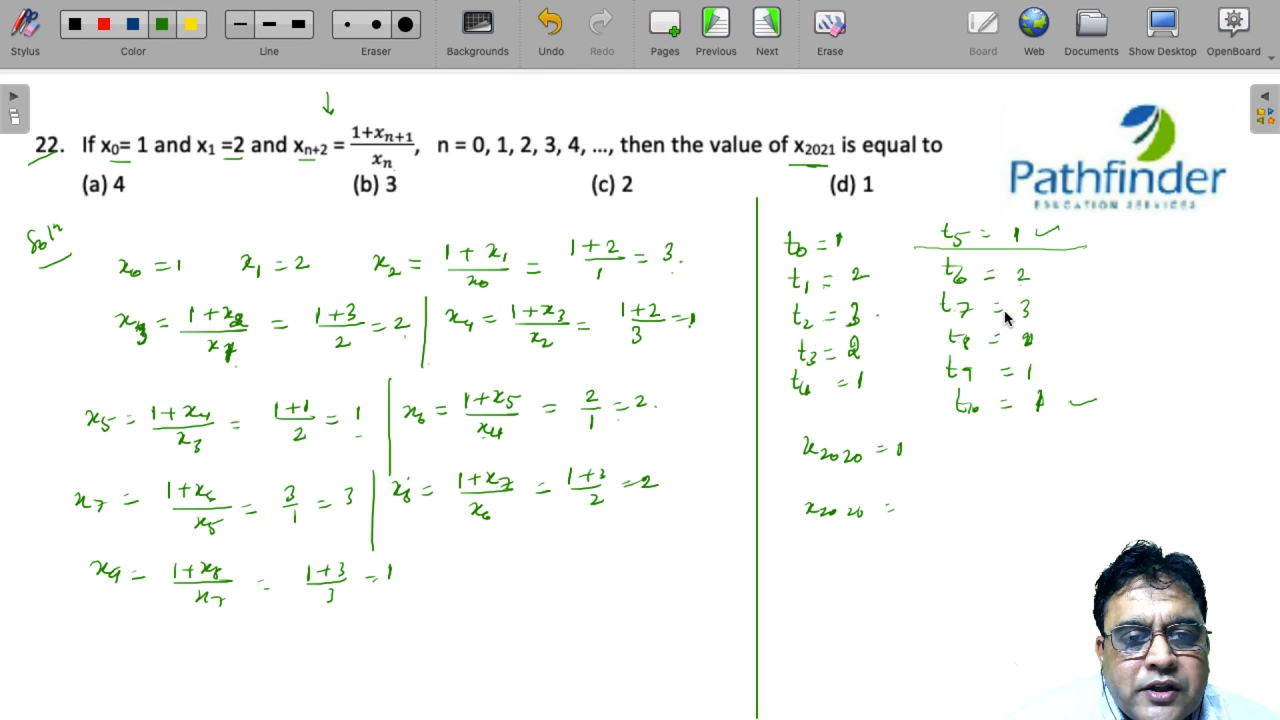 Stylus
Color
Line
Eraser
Backgrounds
Undo
Redo
Pages
Previous
Next
Erase
Board
Web
Documents
Show Desktop
OpenBoard
22. If x₀= 1 and x₁ =2 and xₙ₊₂ = (1+xₙ₊₁)/xₙ, n = 0, 1, 2, 3, 4, ..., then the value of x₂₀₂₁ is equal to
(a) 4 (b) 3 (c) 2 (d) 1
Pathfinder
EDUCATION SERVICES
Solⁿ
x₀ = 1 x₁ = 2 x₂ = (1 + x₁)/x₀ = (1 + 2)/1 = 3.
x₃ = (1 + x₂)/x₁ = (1 + 3)/2 = 2
x₄ = (1 + x₃)/x₂ = (1 + 2)/3 = 1
x₅ = (1 + x₄)/x₃ = (1 + 1)/2 = 1
x₆ = (1 + x₅)/x₄ = 2/1 = 2.
x₇ = (1 + x₆)/x₅ = 3/1 = 3
x₈ = (1 + x₇)/x₆ = (1 + 3)/2 = 2
x₉ = (1 + x₈)/x₇ = (1 + 3)/3 = 1
t₀ = 1
t₁ = 2
t₂ = 3
t₃ = 2
t₄ = 1
t₅ = 1 ✓
t₆ = 2
t₇ = 3
t₈ = 2
t₉ = 1
t₁₀ = 1 ✓
x₂₀₂₀ = 1
x₂₀₂₀ =